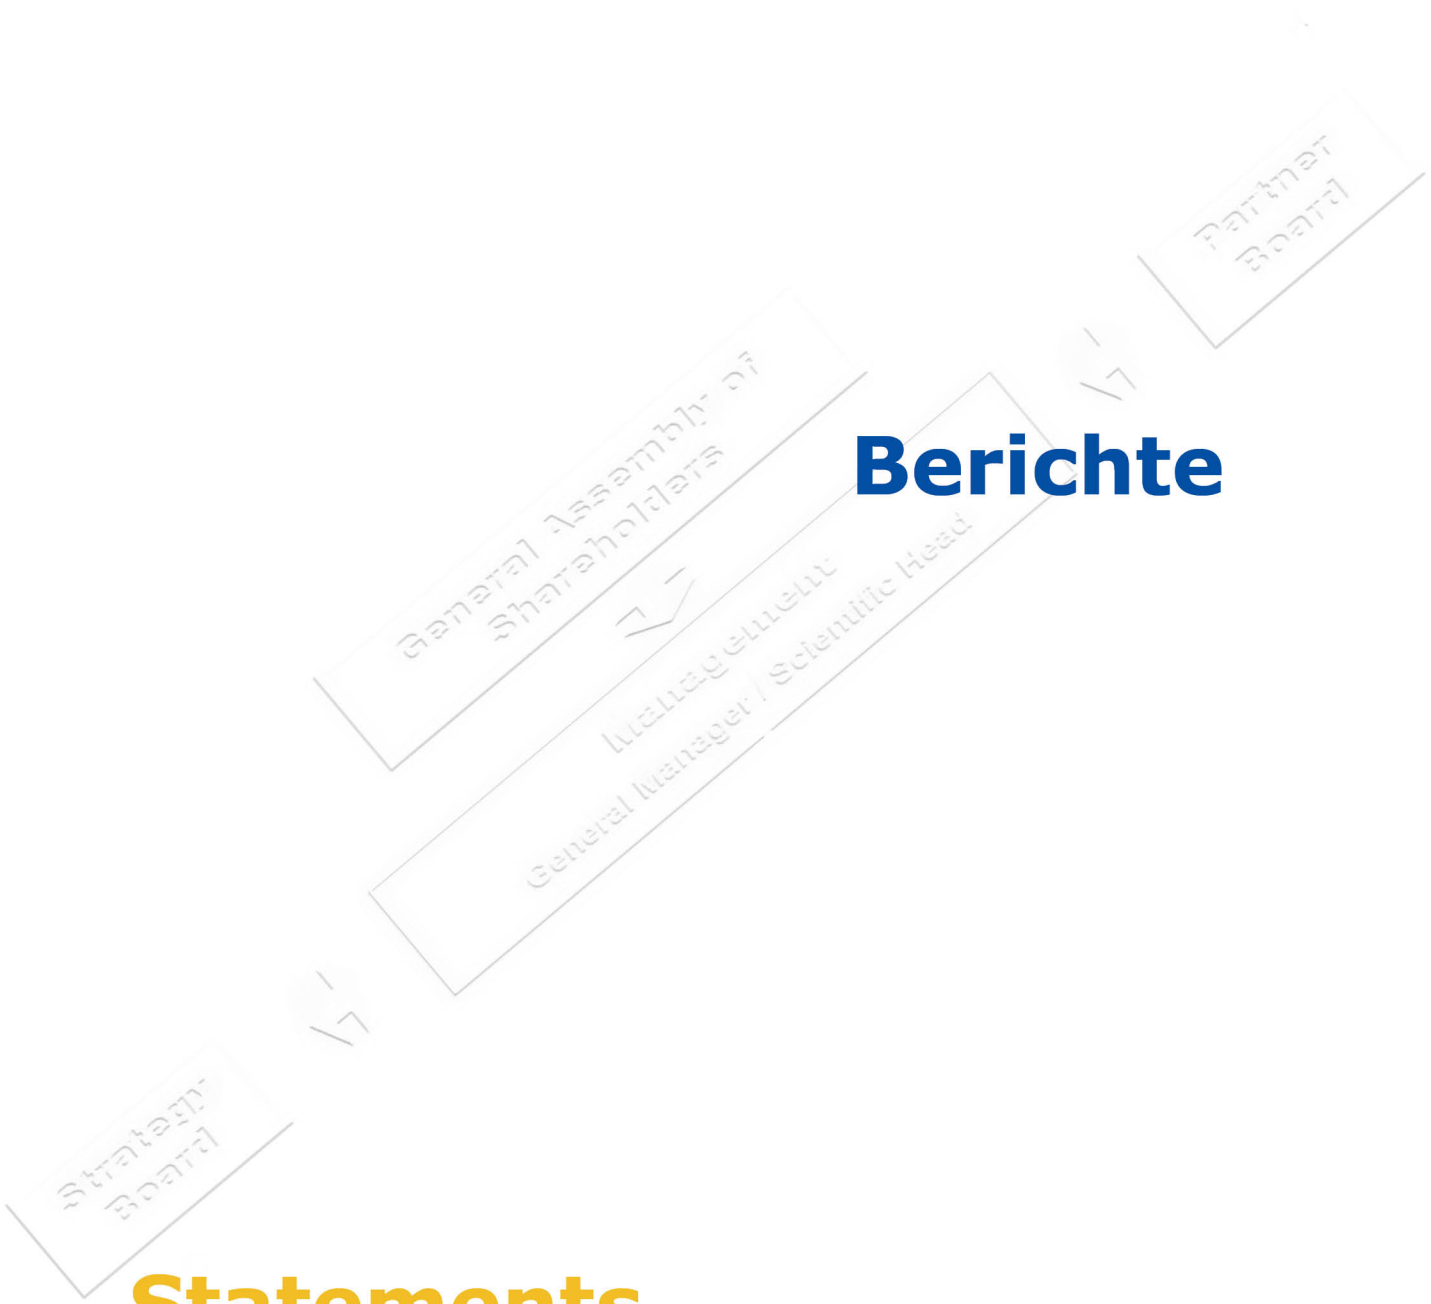 Partner
Board
General Assembly of
Shareholders
Berichte
Management
General Manager / Scientific Head
Strategy
Board
Statements